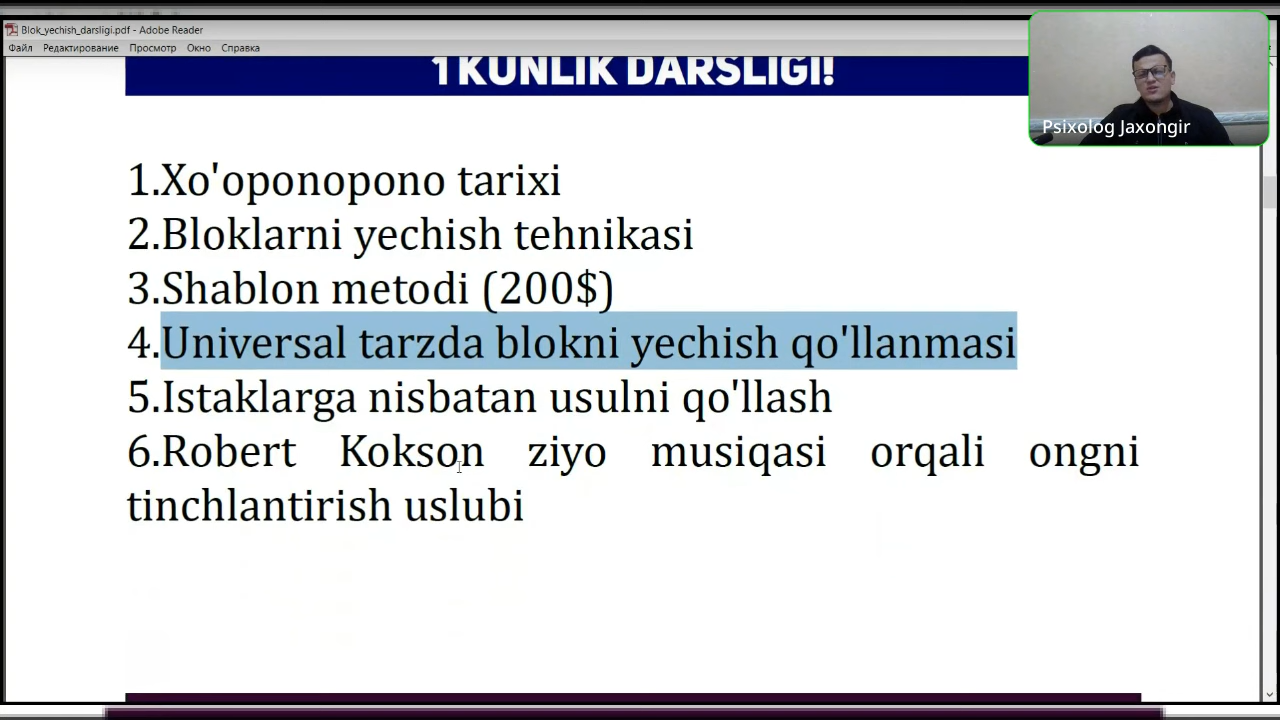 Blok_yechish_darsligi.pdf - Adobe Reader
Файл Редактирование Просмотр Окно Справка
1 KUNLIK DARSLIGI!
Psixolog Jaxongir
1.Xo'oponopono tarixi
2.Bloklarni yechish tehnikasi
3.Shablon metodi (200$)
4.Universal tarzda blokni yechish qo'llanmasi
5.Istaklarga nisbatan usulni qo'llash
6.Robert Kokson ziyo musiqasi orqali ongni
tinchlantirish uslubi